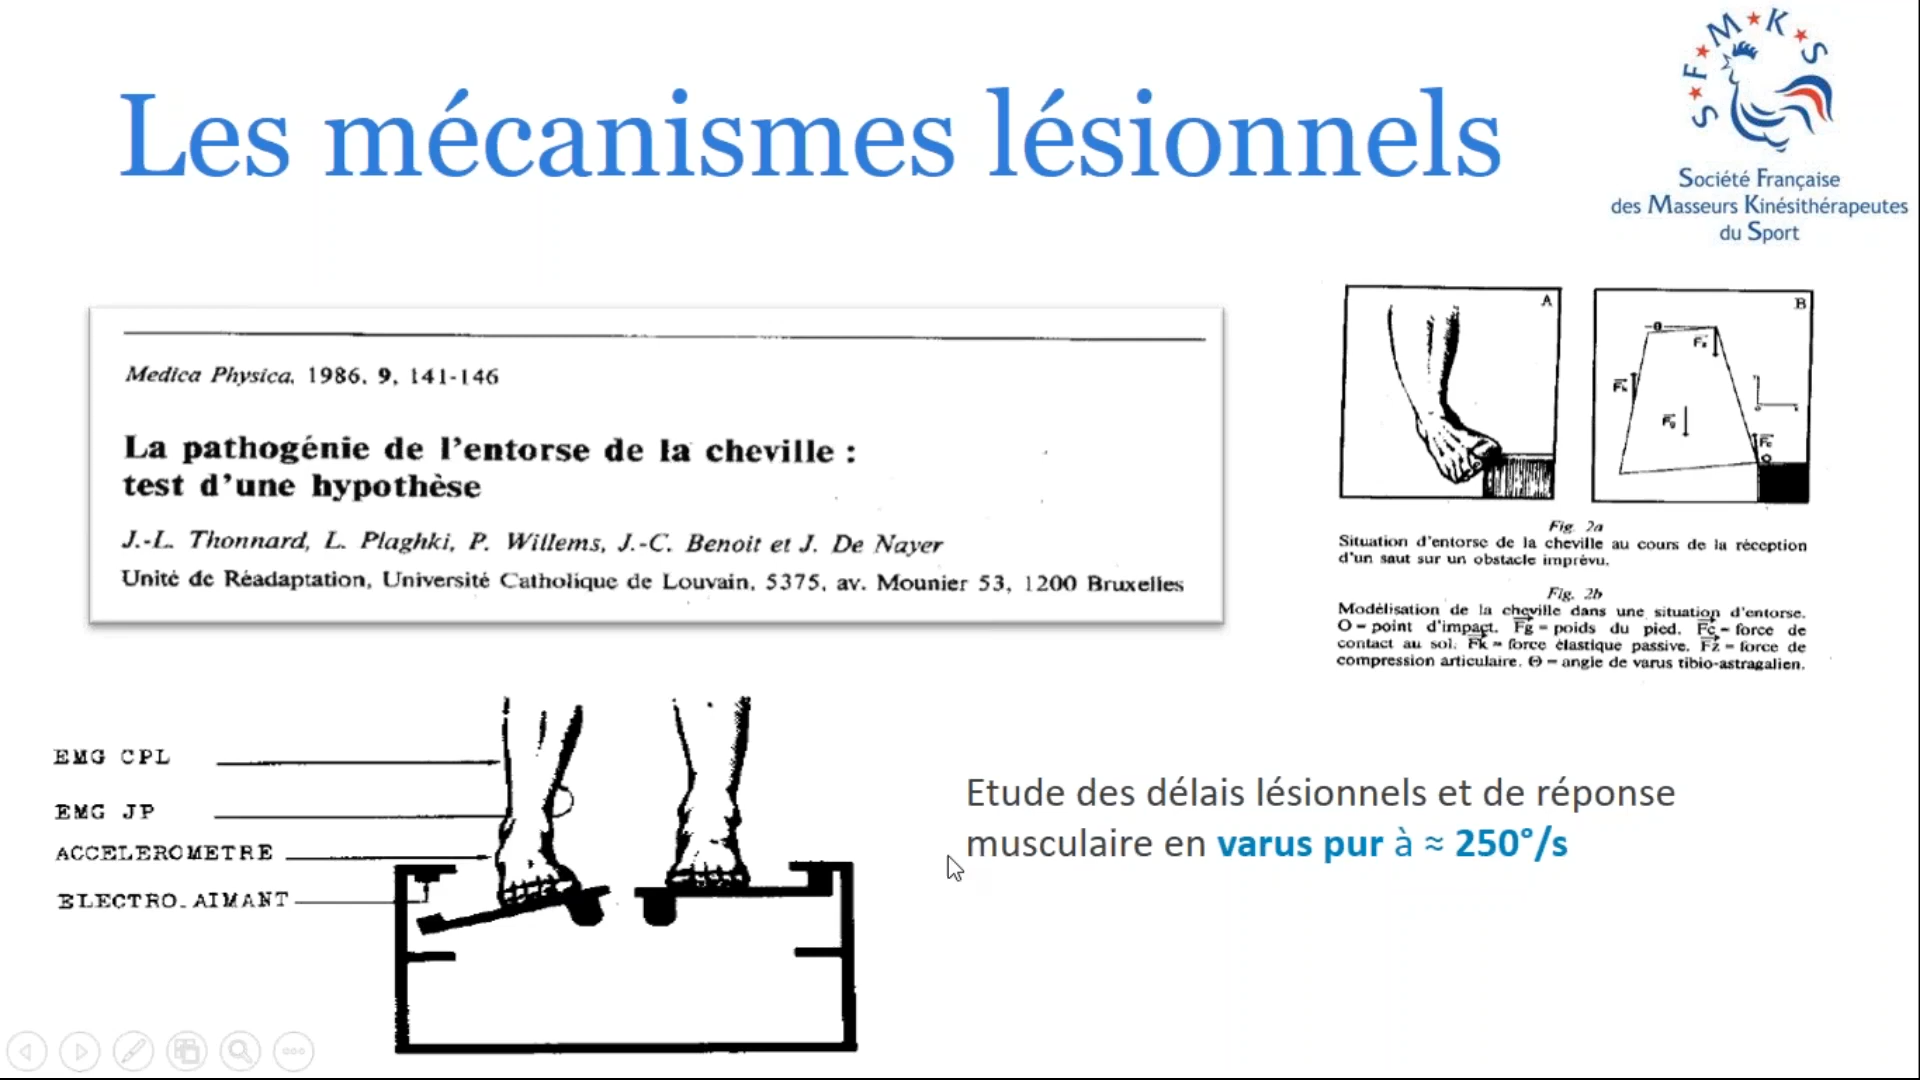 Les mécanismes lésionnels
S★F★M★K★S
Société Française
des Masseurs Kinésithérapeutes
du Sport
Medica Physica, 1986, 9, 141-146
La pathogénie de l'entorse de la cheville :
test d'une hypothèse
J.-L. Thonnard, L. Plaghki, P. Willems, J.-C. Benoit et J. De Nayer
Unité de Réadaptation, Université Catholique de Louvain, 5375, av. Mounier 53, 1200 Bruxelles
A
B
Θ
Fz
Fk
Fg
Fc
O
Fig. 2a
Situation d'entorse de la cheville au cours de la réception
d'un saut sur un obstacle imprévu.
Fig. 2b
Modélisation de la cheville dans une situation d'entorse.
O = point d'impact. Fg = poids du pied. Fc = force de
contact au sol. Fk = force élastique passive. Fz = force de
compression articulaire. Θ = angle de varus tibio-astragalien.
EMG CPL
EMG JP
ACCELEROMETRE
ELECTRO-AIMANT
Etude des délais lésionnels et de réponse
musculaire en varus pur à ≈ 250°/s